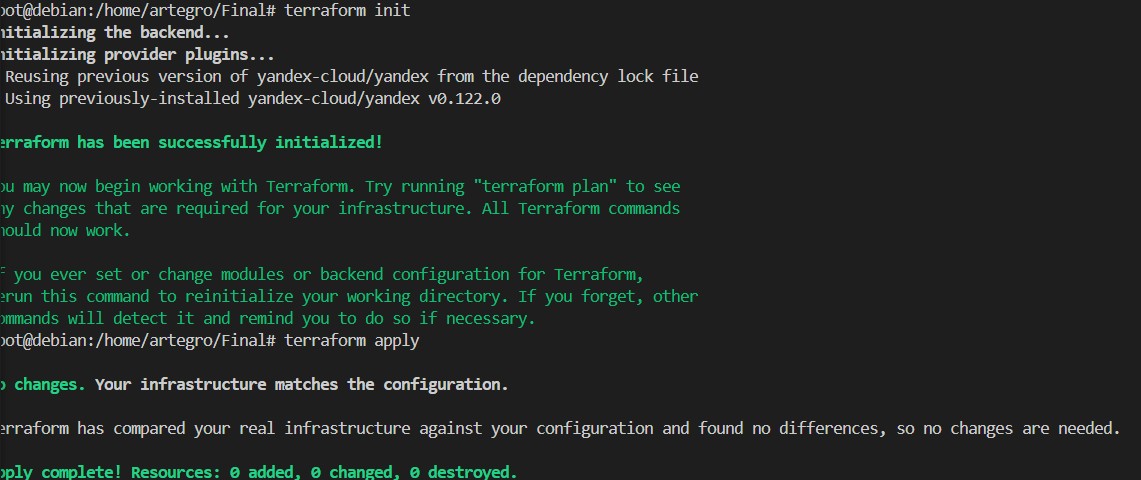 oot@debian:/home/artegro/Final# terraform init
nitializing the backend...
nitializing provider plugins...
Reusing previous version of yandex-cloud/yandex from the dependency lock file
Using previously-installed yandex-cloud/yandex v0.122.0
erraform has been successfully initialized!
ou may now begin working with Terraform. Try running "terraform plan" to see
ny changes that are required for your infrastructure. All Terraform commands
hould now work.
f you ever set or change modules or backend configuration for Terraform,
erun this command to reinitialize your working directory. If you forget, other
ommands will detect it and remind you to do so if necessary.
oot@debian:/home/artegro/Final# terraform apply
o changes. Your infrastructure matches the configuration.
erraform has compared your real infrastructure against your configuration and found no differences, so no changes are needed.
pply complete! Resources: 0 added, 0 changed, 0 destroyed.